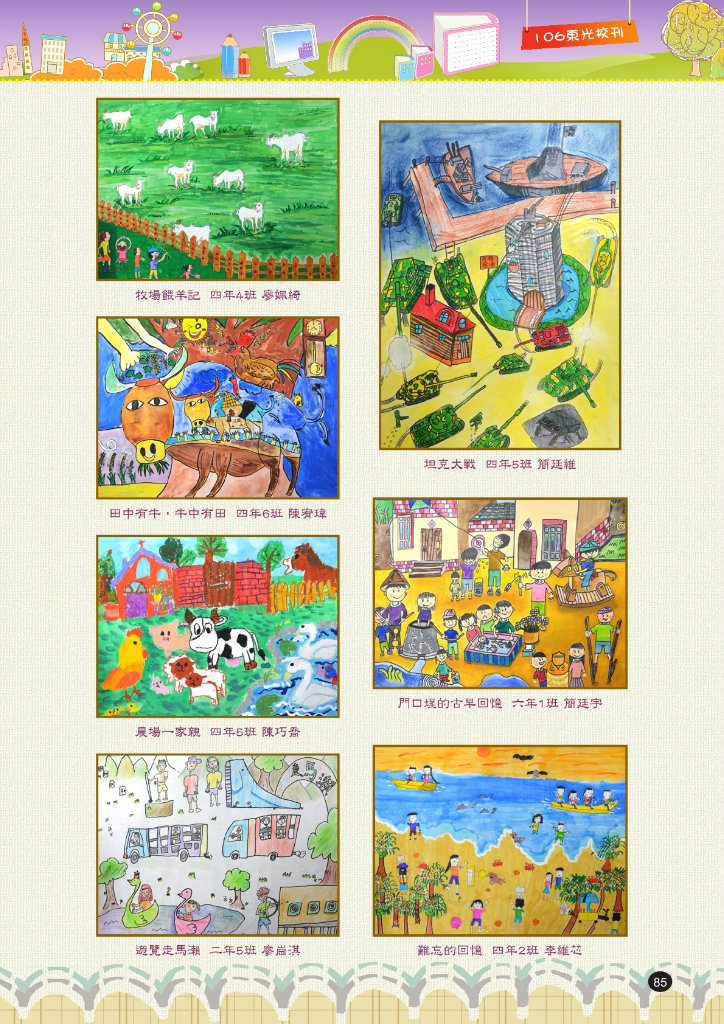 106東光校刊
牧場餵羊記 四年4班 廖姵綺
田中有牛，牛中有田 四年6班 陳宥瑋
農場一家親 四年5班 陳巧喬
遊覽走馬瀨 二年5班 廖崙淇
坦克大戰 四年5班 簡廷維
門口埕的古早回憶 六年1班 簡廷宇
難忘的回憶 四年2班 李維芯
85